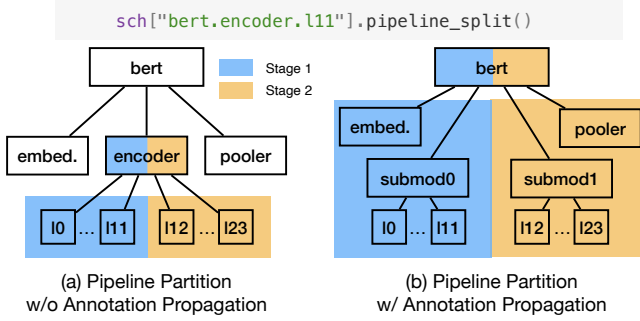 sch["bert.encoder.l11"].pipeline_split()
bert
Stage 1
Stage 2
embed.
encoder
pooler
l0 ... l11 l12 ... l23
(a) Pipeline Partition
w/o Annotation Propagation
bert
embed.
pooler
submod0
submod1
l0 ... l11 l12 ... l23
(b) Pipeline Partition
w/ Annotation Propagation